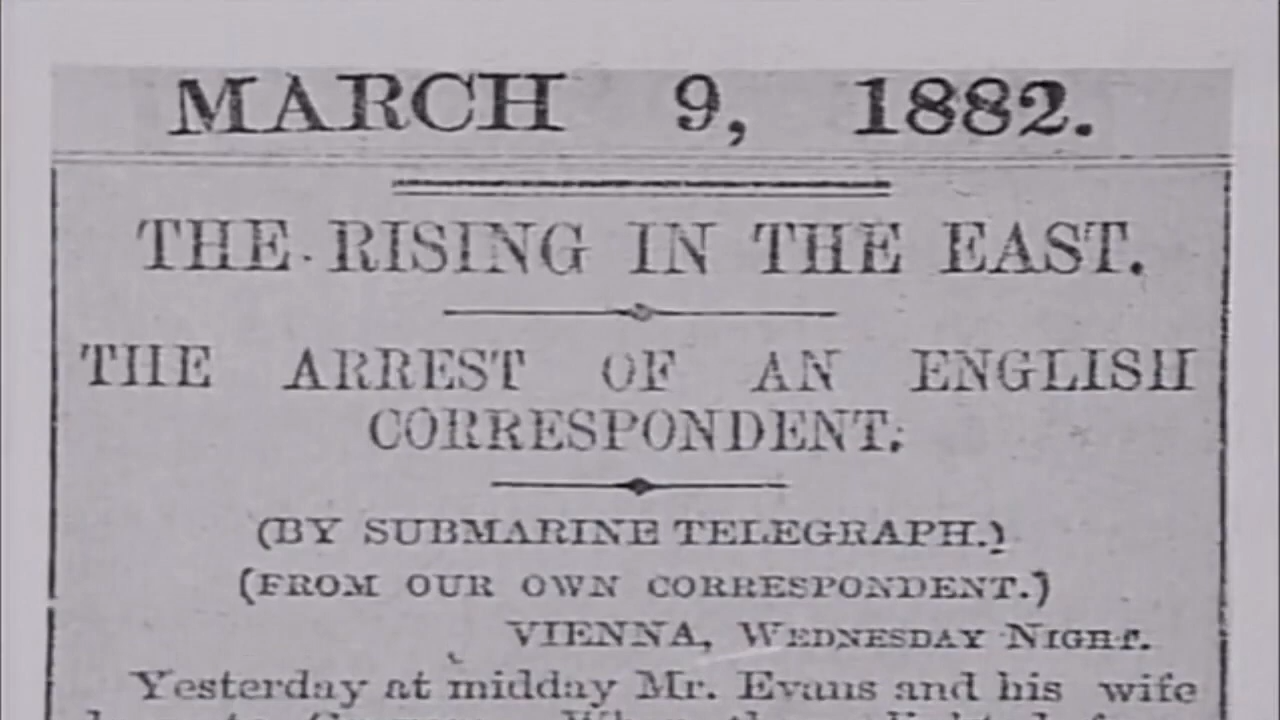 MARCH 9, 1882.
THE RISING IN THE EAST.
THE ARREST OF AN ENGLISH
CORRESPONDENT.
(BY SUBMARINE TELEGRAPH.)
(FROM OUR OWN CORRESPONDENT.)
VIENNA, WEDNESDAY NIGHT.
Yesterday at midday Mr. Evans and his wife